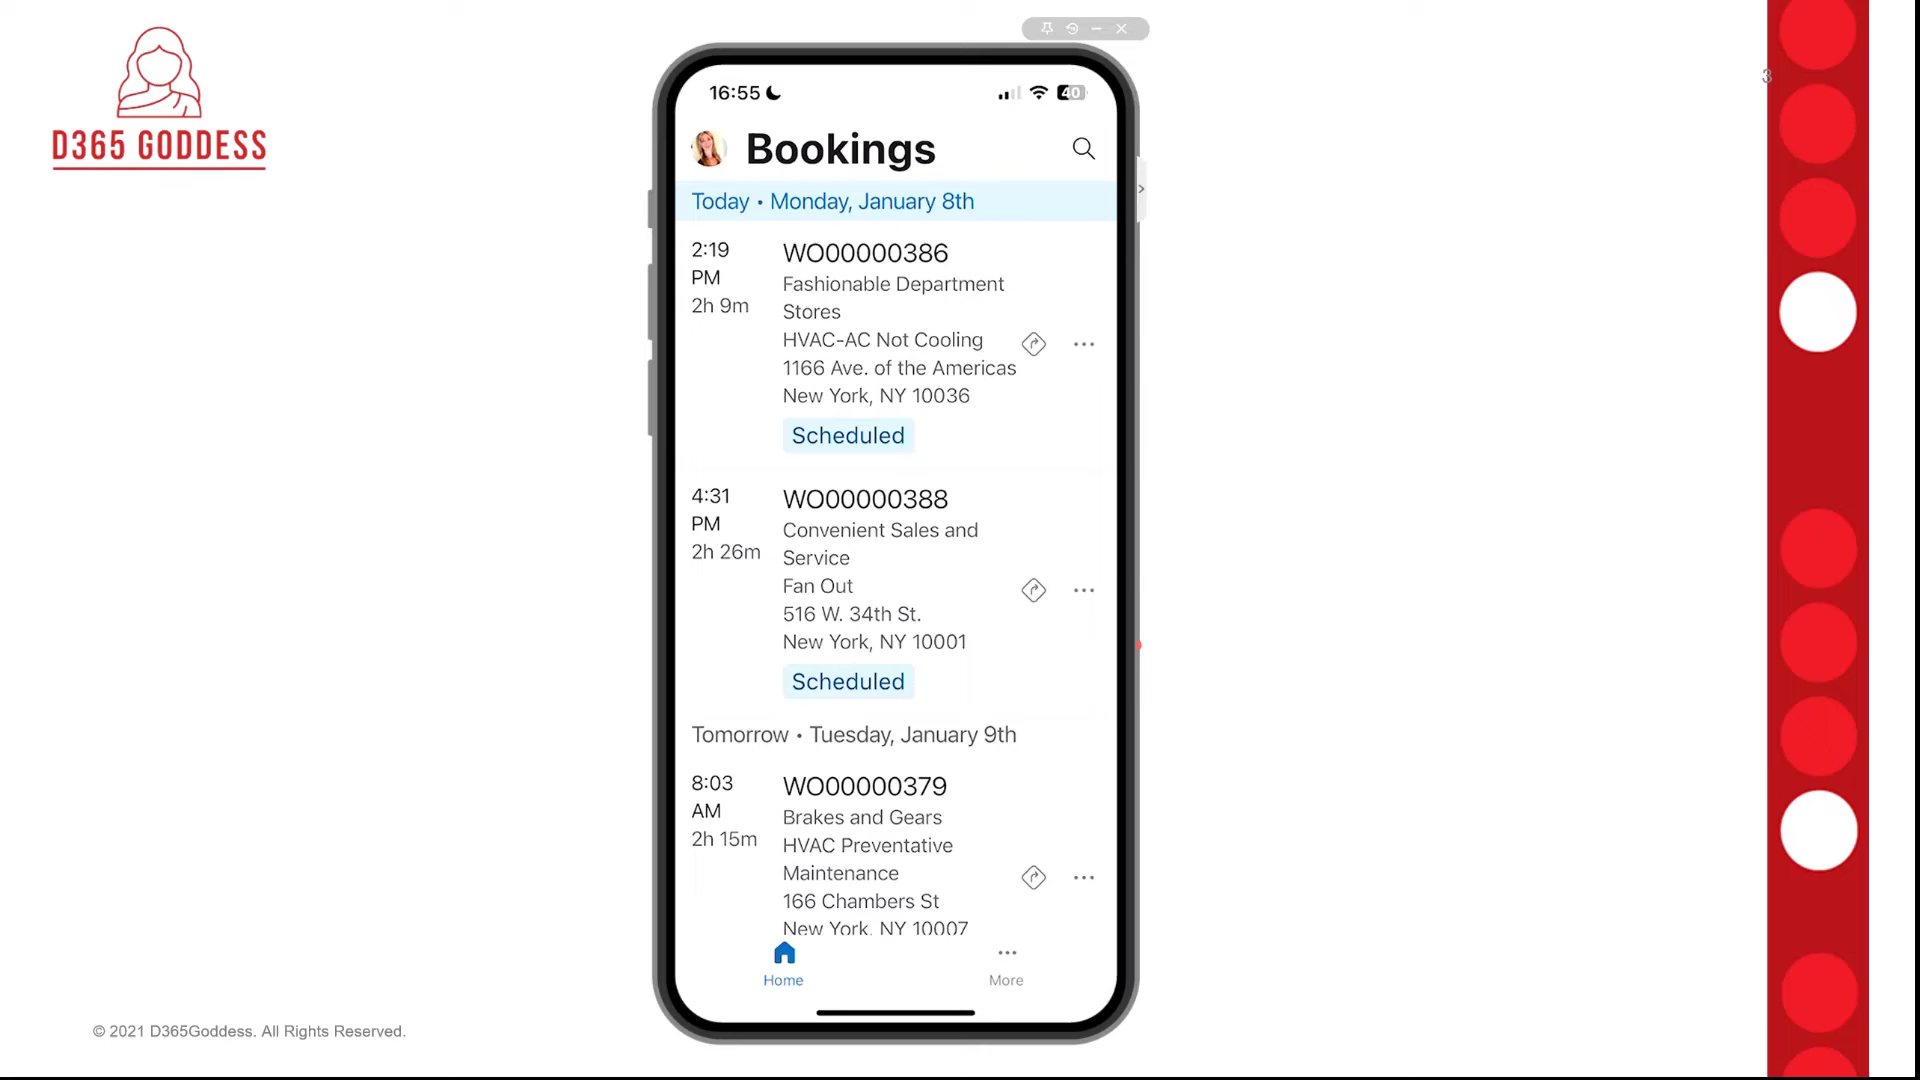 D365 GODDESS
3
16:55
40
Bookings
Today • Monday, January 8th
2:19
PM
2h 9m
WO00000386
Fashionable Department
Stores
HVAC-AC Not Cooling
1166 Ave. of the Americas
New York, NY 10036
Scheduled
4:31
PM
2h 26m
WO00000388
Convenient Sales and
Service
Fan Out
516 W. 34th St.
New York, NY 10001
Scheduled
Tomorrow • Tuesday, January 9th
8:03
AM
2h 15m
WO00000379
Brakes and Gears
HVAC Preventative
Maintenance
166 Chambers St
New York, NY 10007
Home
More
© 2021 D365Goddess. All Rights Reserved.